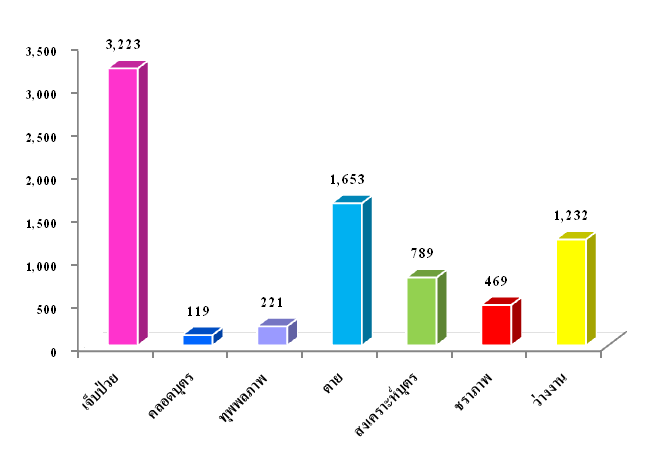 3,223
3,500
3,000
2,500
2,000
1,653
1,500
1,232
1,000
789
500
469
221
119
0
เจ็บป่วย
คลอดบุตร
ทุพพลภาพ
ตาย
สงเคราะห์บุตร
ชราภาพ
ว่างงาน